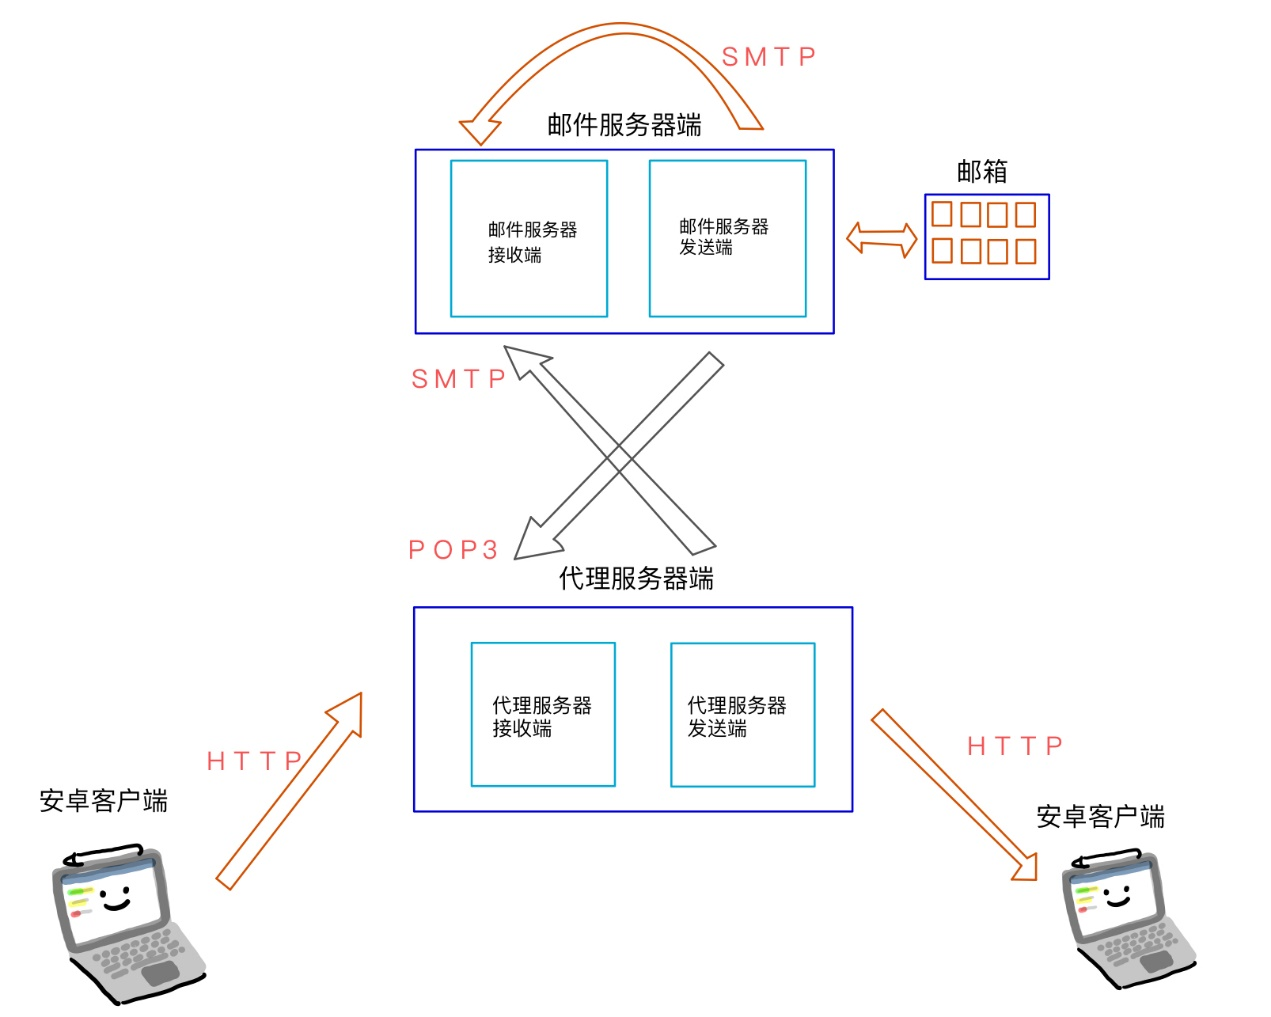 SMTP
邮件服务器端
邮箱
邮件服务器
接收端
邮件服务器
发送端
SMTP
POP3
代理服务器端
代理服务器
接收端
代理服务器
发送端
HTTP
HTTP
安卓客户端
安卓客户端